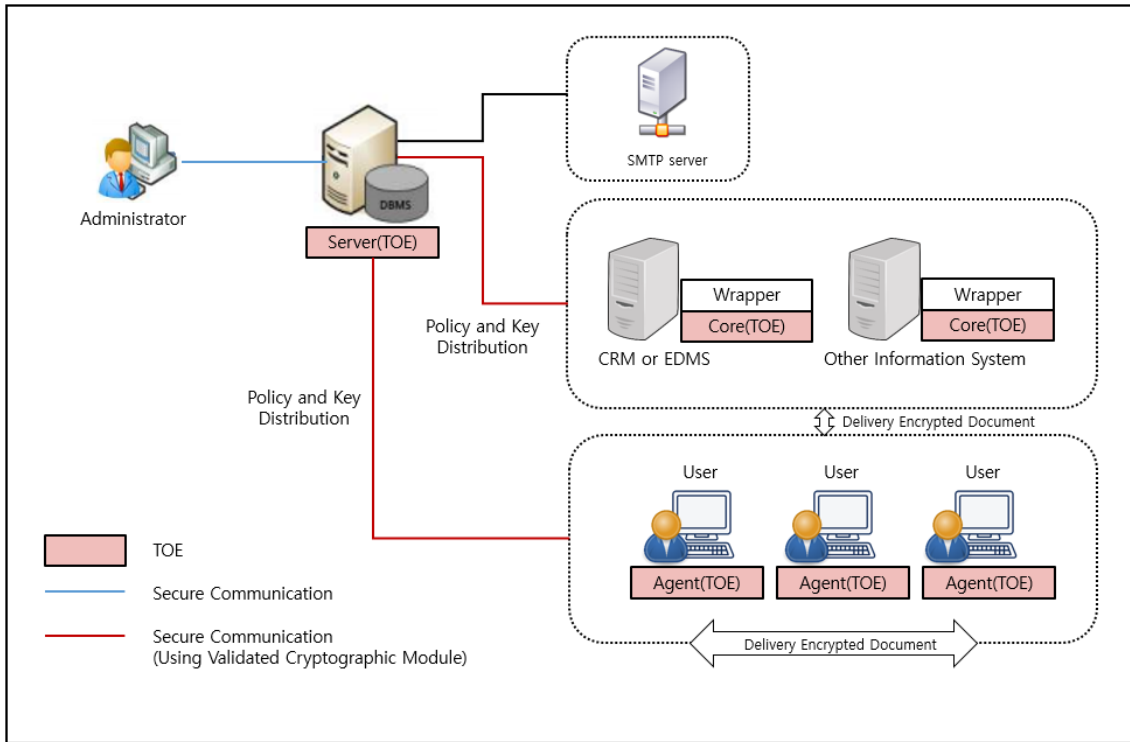 SMTP server
Administrator
DBMS
Server(TOE)
Policy and Key
Distribution
Wrapper
Core(TOE)
CRM or EDMS
Wrapper
Core(TOE)
Other Information System
Policy and Key
Distribution
Delivery Encrypted Document
User
User
User
Agent(TOE)
Agent(TOE)
Agent(TOE)
Delivery Encrypted Document
TOE
Secure Communication
Secure Communication
(Using Validated Cryptographic Module)